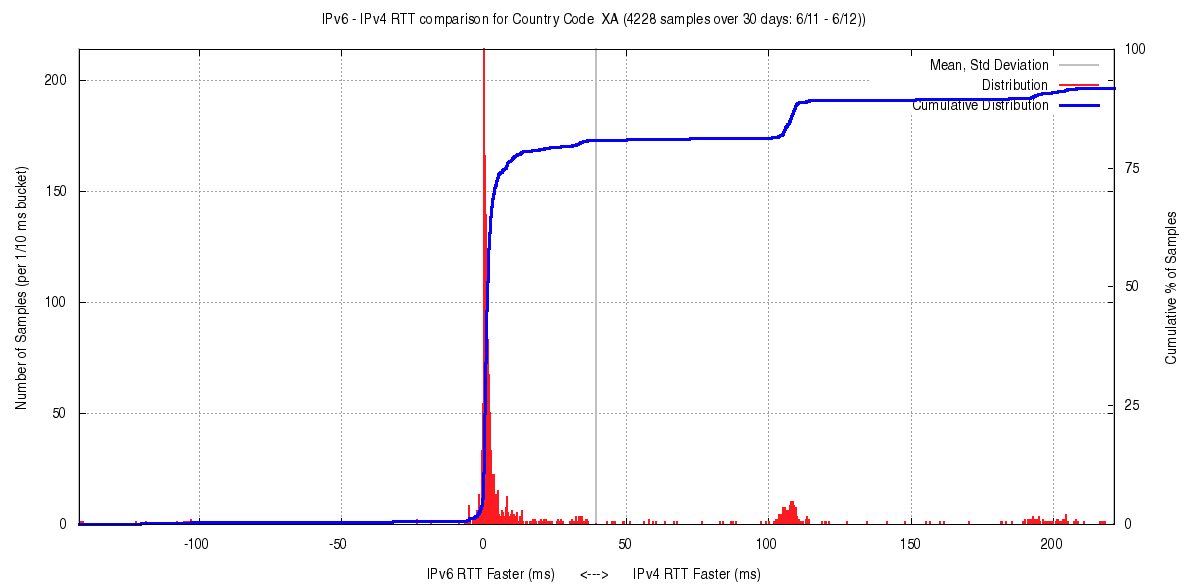 IPv6 - IPv4 RTT comparison for Country Code  XA (4228 samples over 30 days: 6/11 - 6/12))
Number of Samples (per 1/10 ms bucket)
200
150
100
50
0
Mean, Std Deviation
Distribution
Cumulative Distribution
100
75
50
25
0
Cumulative % of Samples
-100 -50 0 50 100 150 200
IPv6 RTT Faster (ms) <---> IPv4 RTT Faster (ms)